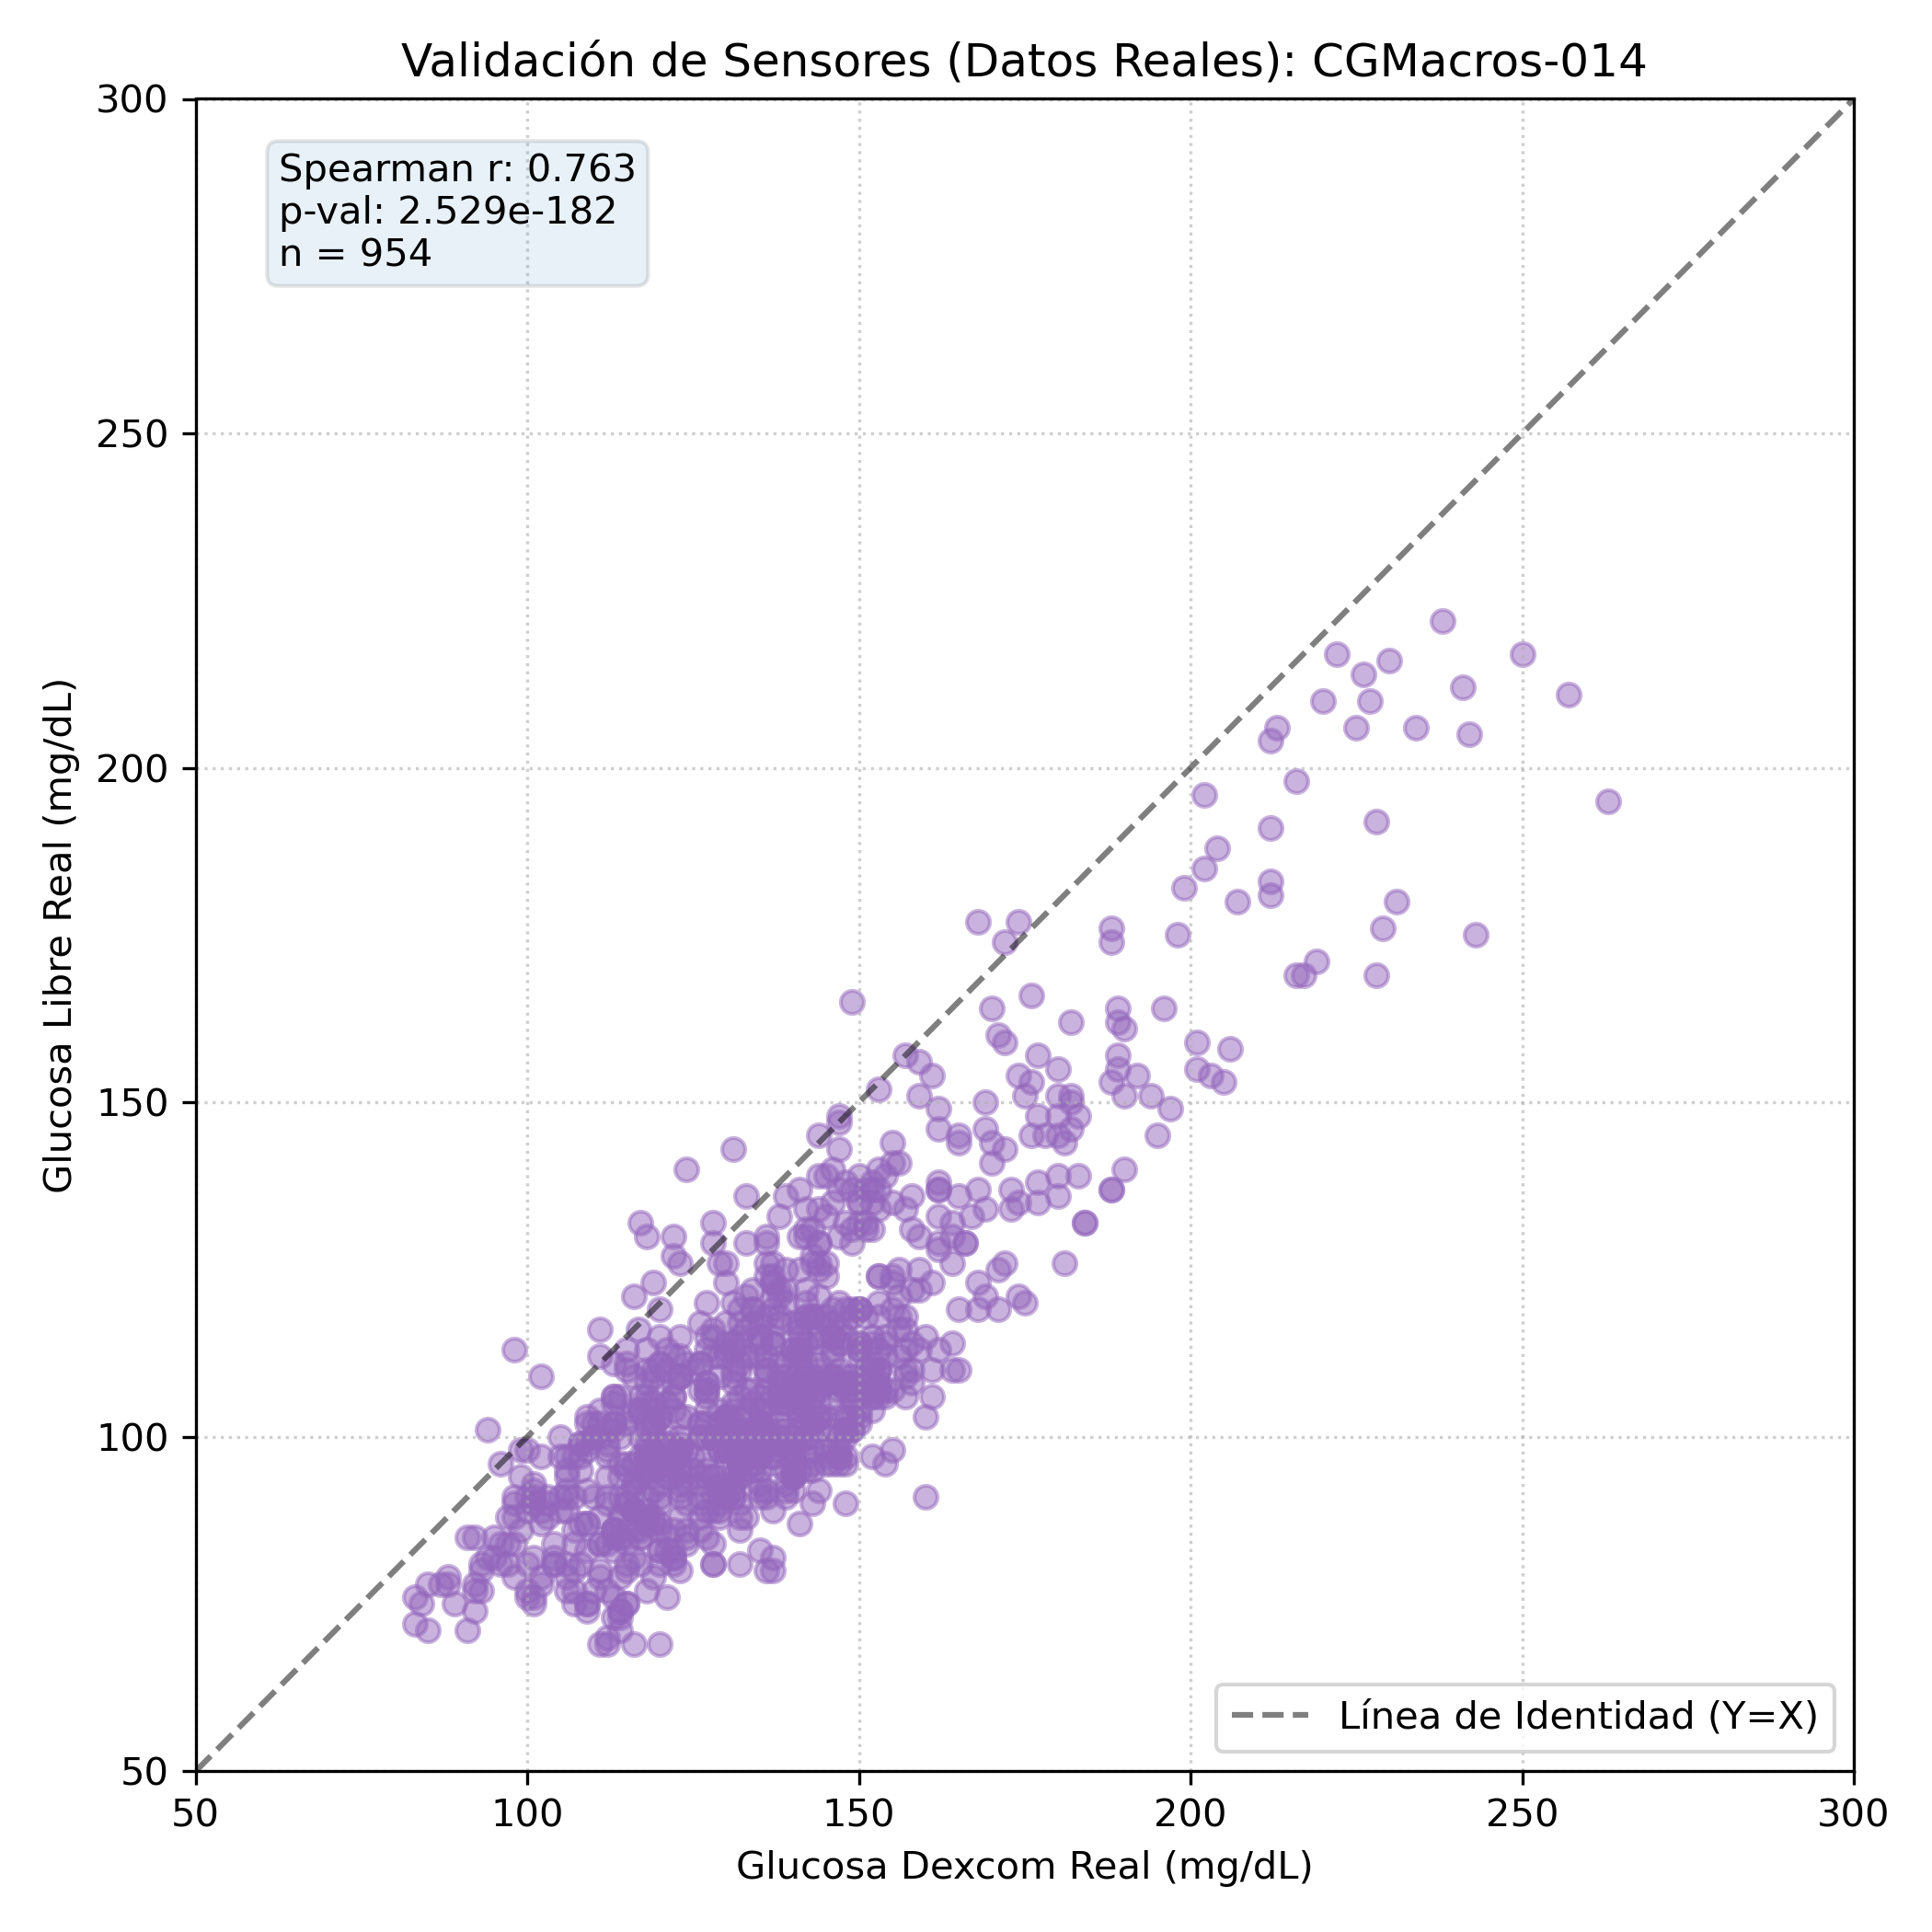 Validación de Sensores (Datos Reales): CGMacros-014
300
250
200
150
100
50
Glucosa Libre Real (mg/dL)
Spearman r: 0.763
p-val: 2.529e-182
n = 954
Línea de Identidad (Y=X)
50
100
150
200
250
300
Glucosa Dexcom Real (mg/dL)